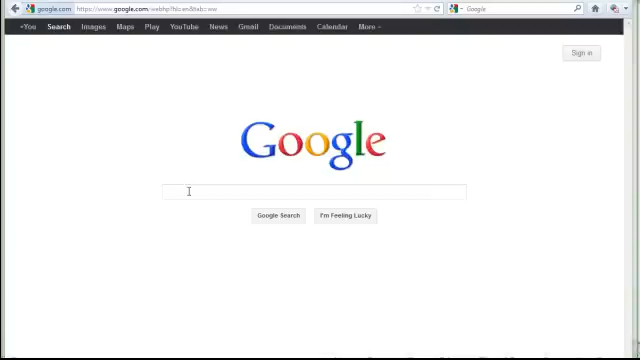 google.com https://www.google.com/webhp?hl=en&tab=ww Google
+You Search Images Maps Play YouTube News Gmail Documents Calendar More
Sign in
Google
Google Search I'm Feeling Lucky